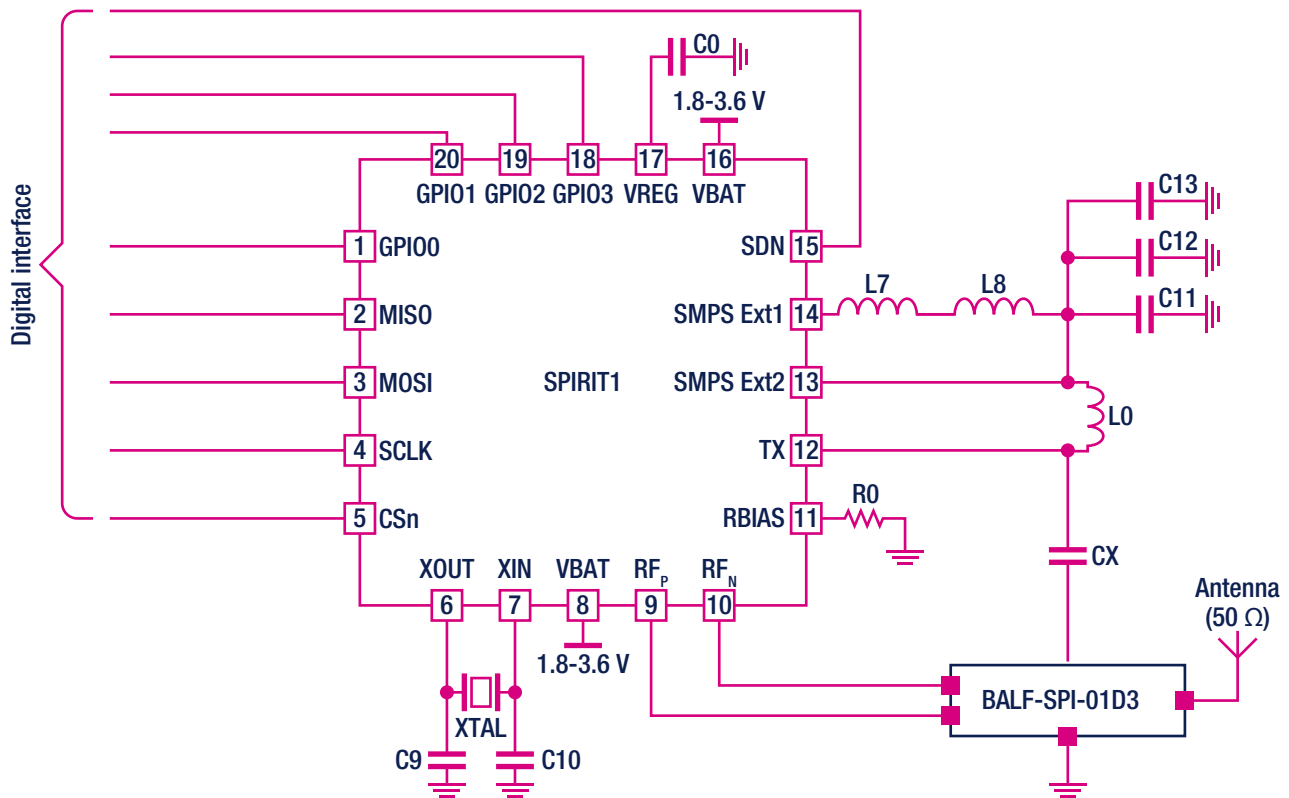 C0
1.8-3.6 V
20
19
18
17
16
GPIO1
GPIO2
GPIO3
VREG
VBAT
C13
C12
C11
Digital interface
1
GPIO0
SDN
15
2
MISO
SMPS Ext1
14
L7
L8
3
MOSI
SPIRIT1
SMPS Ext2
13
L0
4
SCLK
TX
12
5
CSn
RBIAS
11
R0
CX
XOUT
XIN
VBAT
RFP
RFN
6
7
8
9
10
1.8-3.6 V
Antenna
(50 Ω)
BALF-SPI-01D3
XTAL
C9
C10